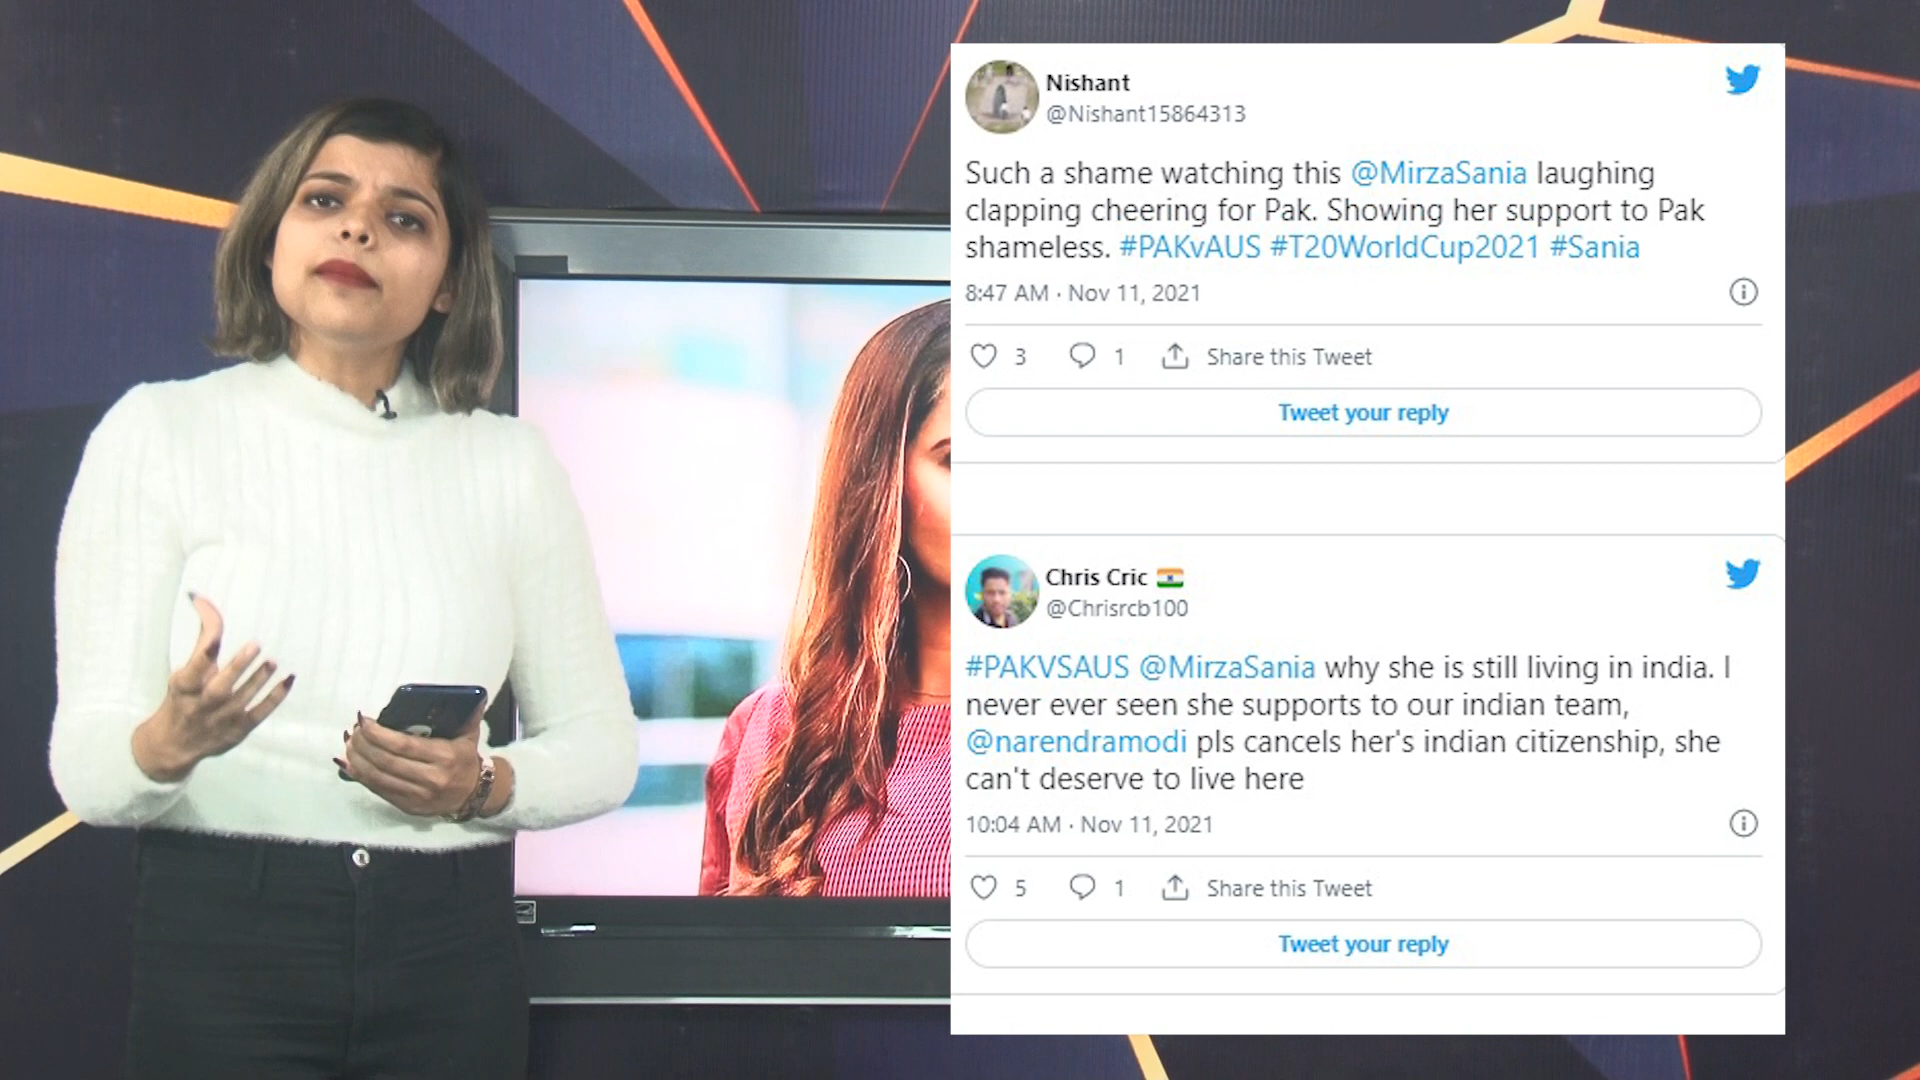 Nishant
@Nishant15864313
Such a shame watching this @MirzaSania laughing
clapping cheering for Pak. Showing her support to Pak
shameless. #PAKvAUS #T20WorldCup2021 #Sania
8:47 AM · Nov 11, 2021
3 1 Share this Tweet
Tweet your reply
Chris Cric
@Chrisrcb100
#PAKVSAUS @MirzaSania why she is still living in india. I
never ever seen she supports to our indian team,
@narendramodi pls cancels her's indian citizenship, she
can't deserve to live here
10:04 AM · Nov 11, 2021
5 1 Share this Tweet
Tweet your reply